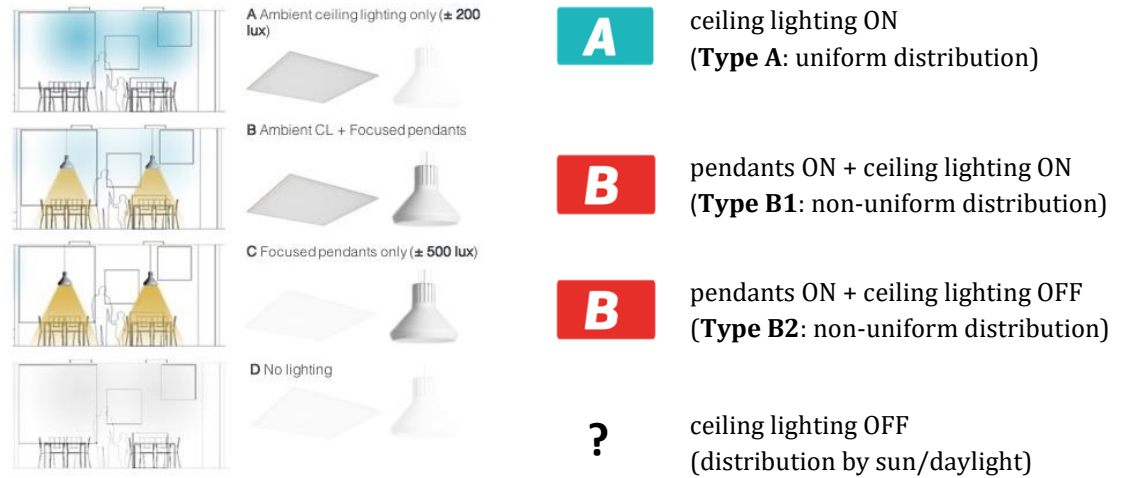 A Ambient ceiling lighting only (± 200
lux)
A
ceiling lighting ON
(Type A: uniform distribution)
B Ambient CL + Focused pendants
B
pendants ON + ceiling lighting ON
(Type B1: non-uniform distribution)
C Focused pendants only (± 500 lux)
B
pendants ON + ceiling lighting OFF
(Type B2: non-uniform distribution)
D No lighting
?
ceiling lighting OFF
(distribution by sun/daylight)